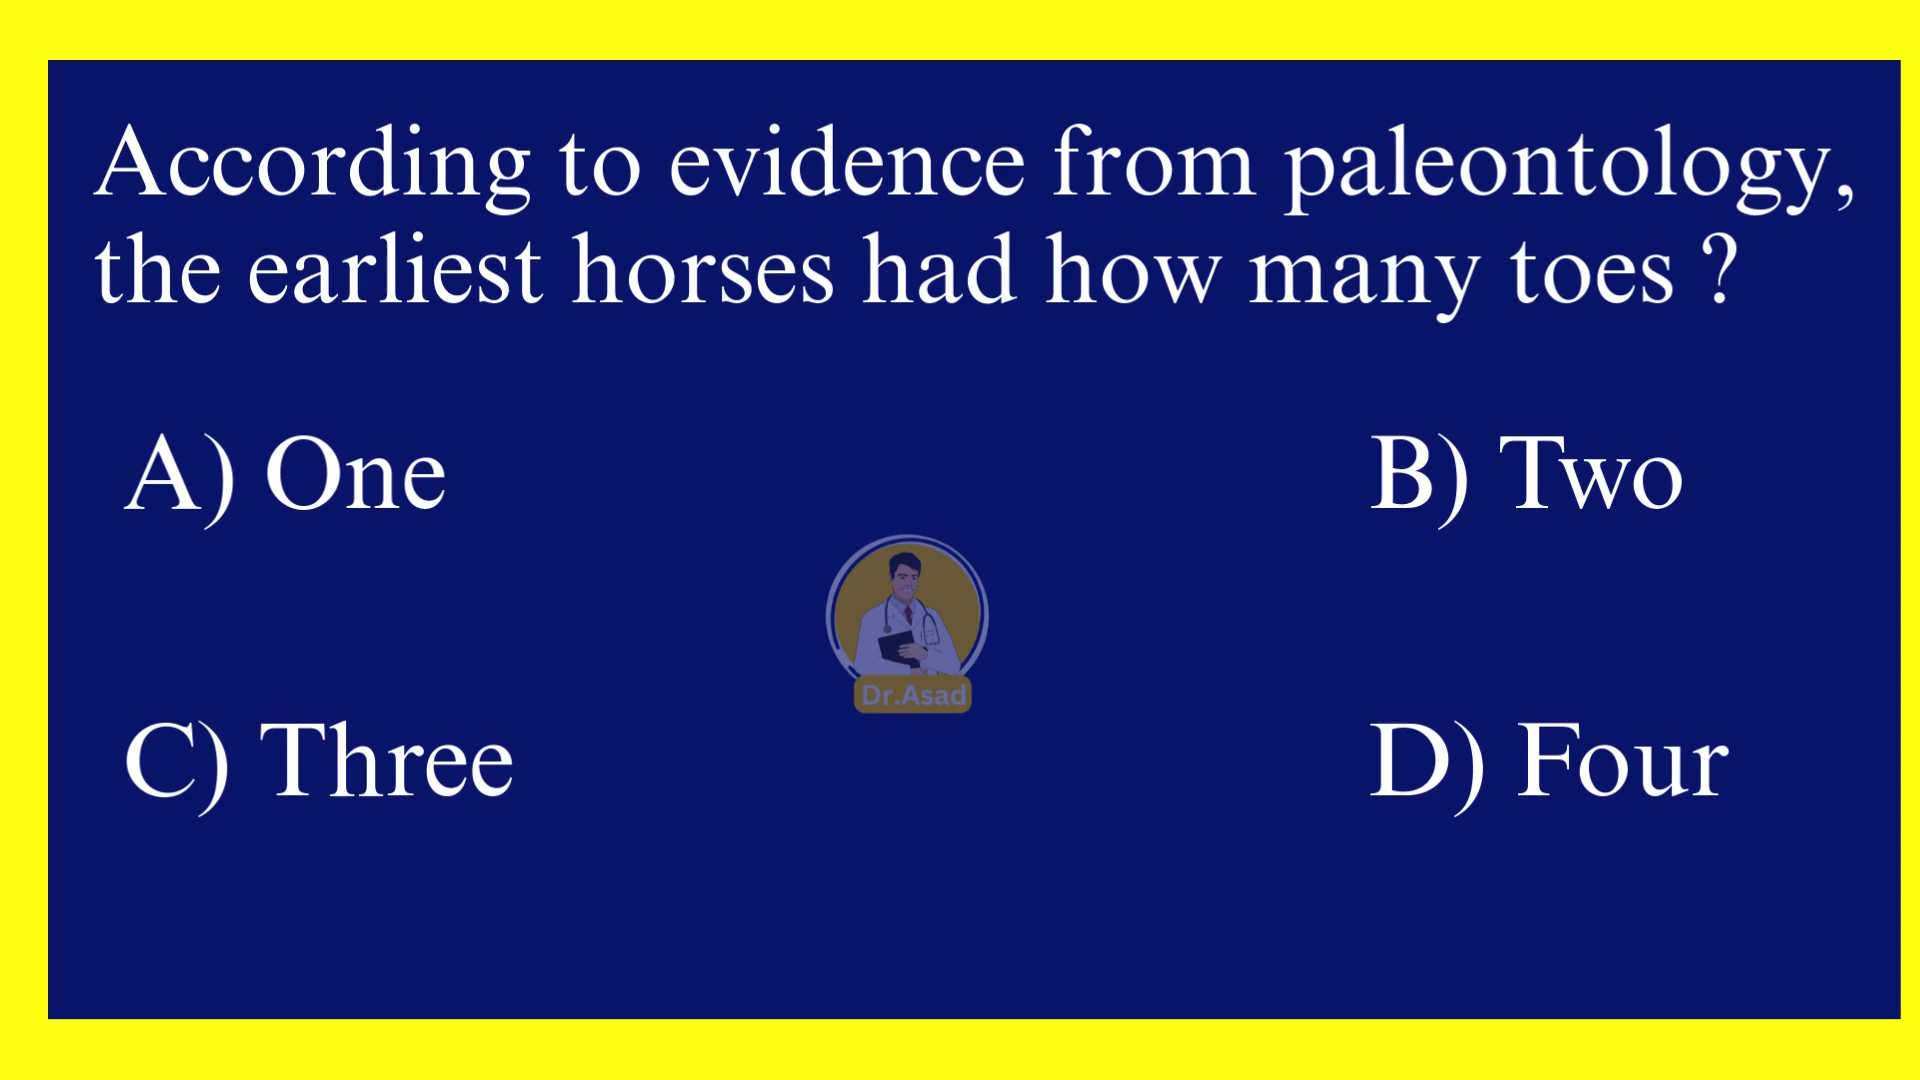 According to evidence from paleontology,
the earliest horses had how many toes ?
A) One
B) Two
Dr.Asad
C) Three
D) Four